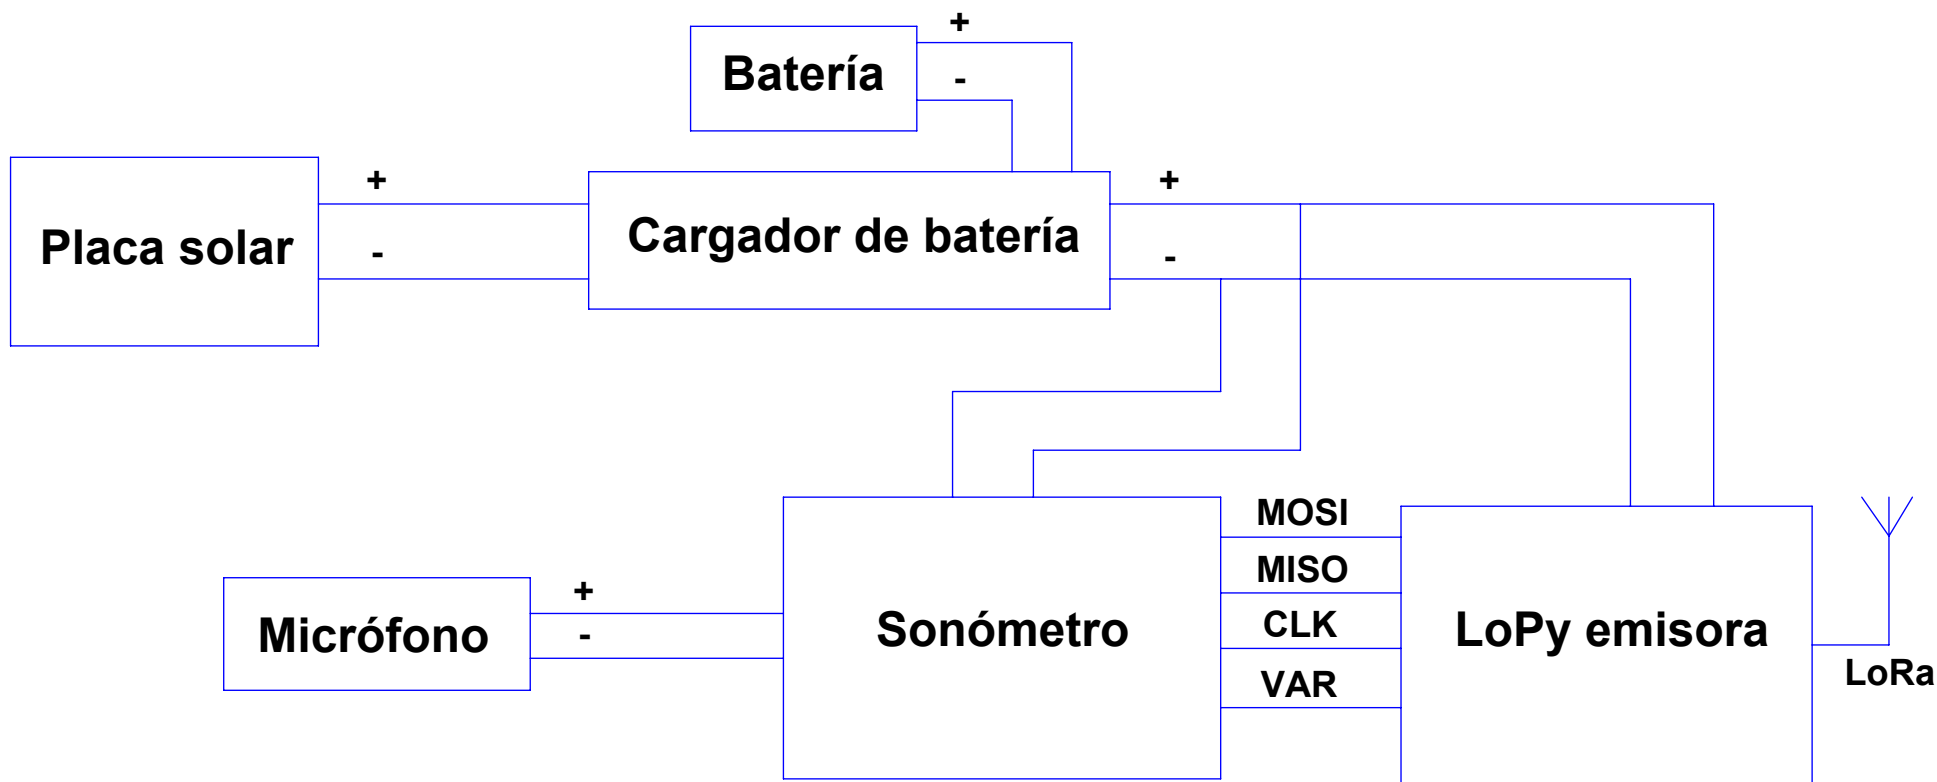 +
Batería
-
+
+
Placa solar
Cargador de batería
-
-
MOSI
MISO
+
Micrófono
-
Sonómetro
CLK
LoPy emisora
VAR
LoRa